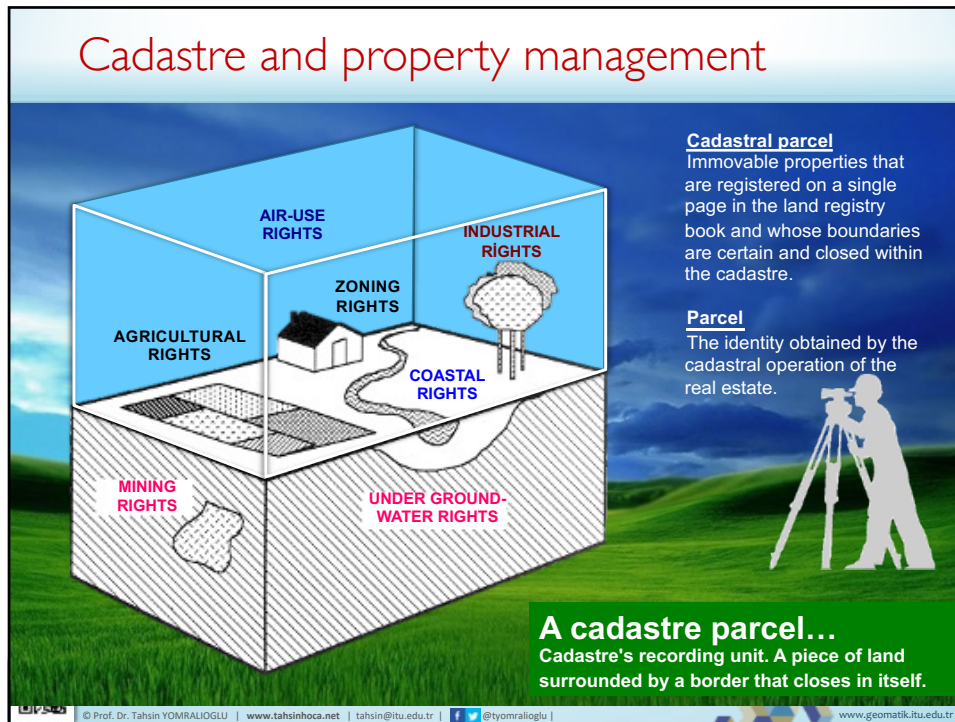 Cadastre and property management
AIR-USE
RIGHTS
INDUSTRIAL
RİGHTS
ZONING
RIGHTS
AGRICULTURAL
RIGHTS
COASTAL
RIGHTS
MINING
RIGHTS
UNDER GROUND-
WATER RIGHTS
Cadastral parcel
Immovable properties that
are registered on a single
page in the land registry
book and whose boundaries
are certain and closed within
the cadastre.
Parcel
The identity obtained by the
cadastral operation of the
real estate.
A cadastre parcel…
Cadastre's recording unit. A piece of land
surrounded by a border that closes in itself.
© Prof. Dr. Tahsin YOMRALIOGLU | www.tahsinhoca.net | tahsin@itu.edu.tr | @tyomralioglu |
www.geomatik.itu.edu.tr